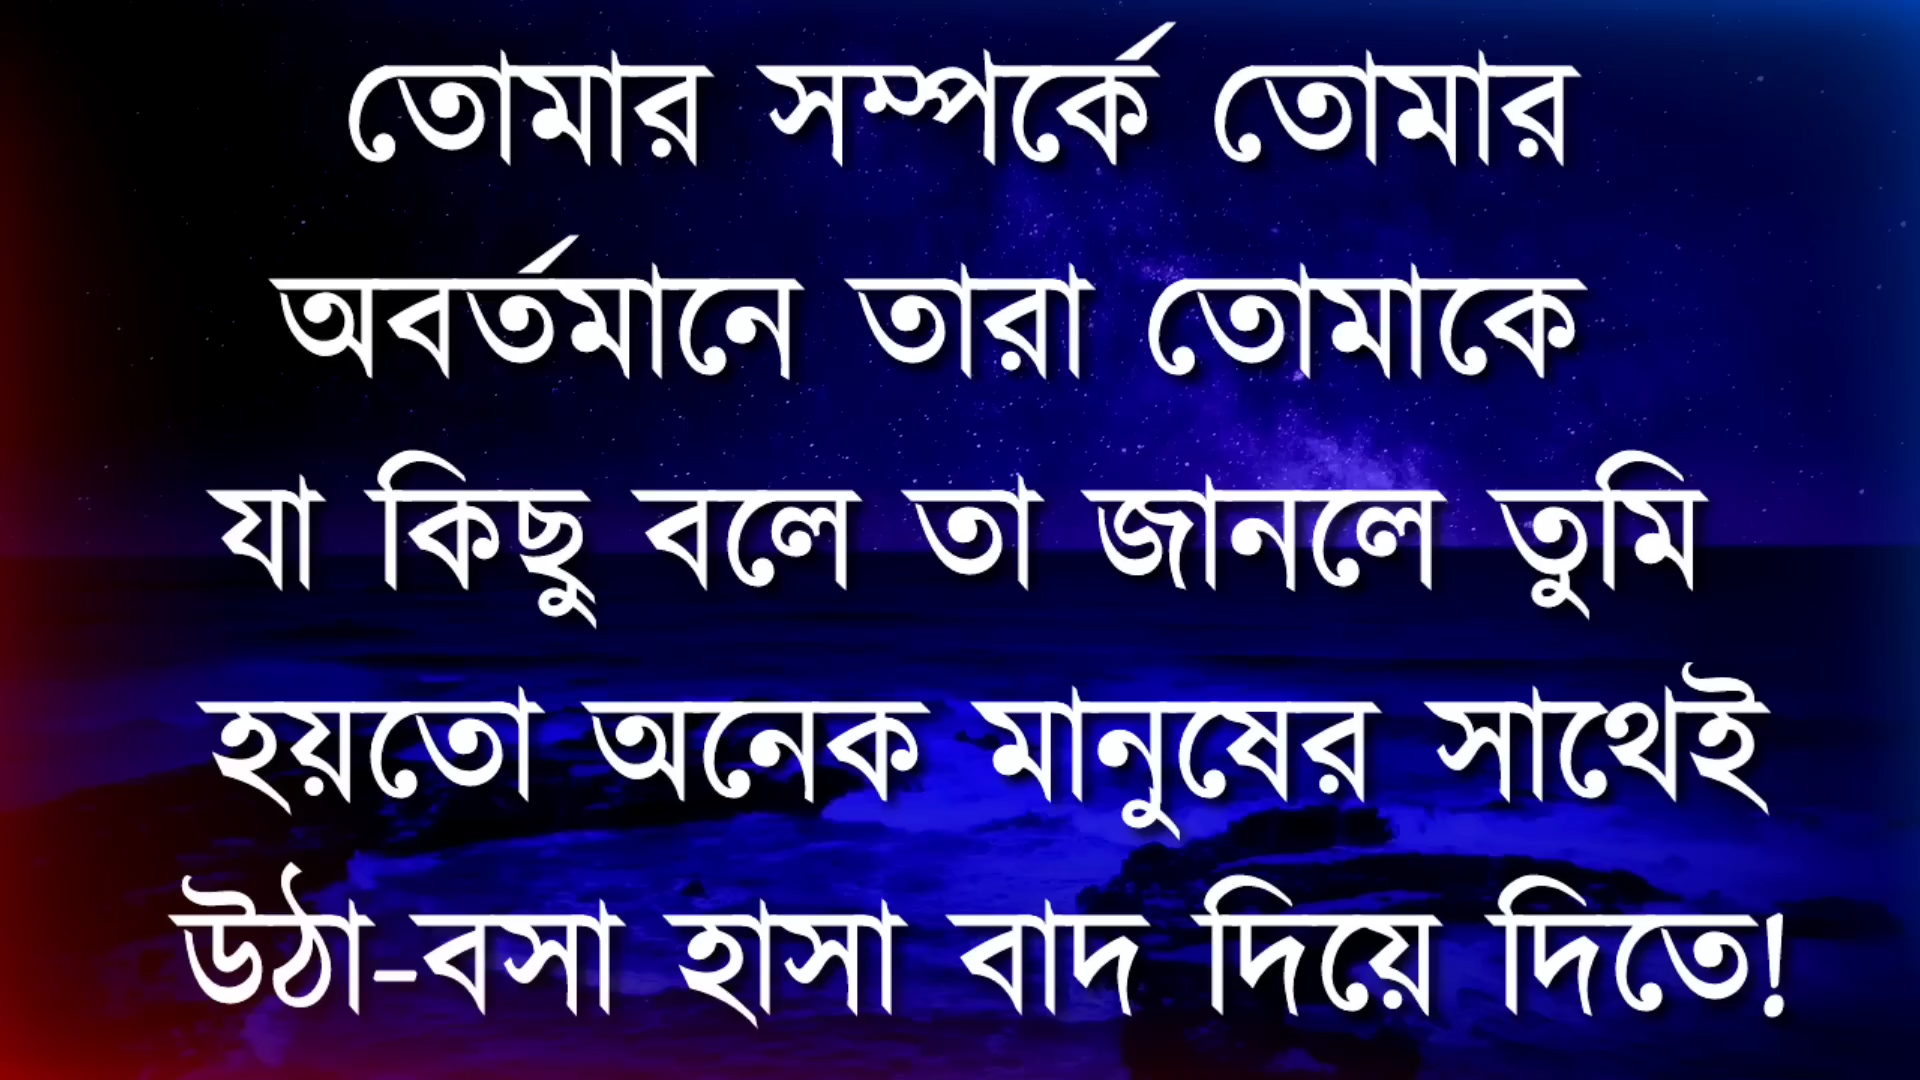 তোমার সম্পর্কে তোমার
অবর্তমানে তারা তোমাকে
যা কিছু বলে তা জানলে তুমি
হয়তো অনেক মানুষের সাথেই
উঠা-বসা হাসা বাদ দিয়ে দিতে!